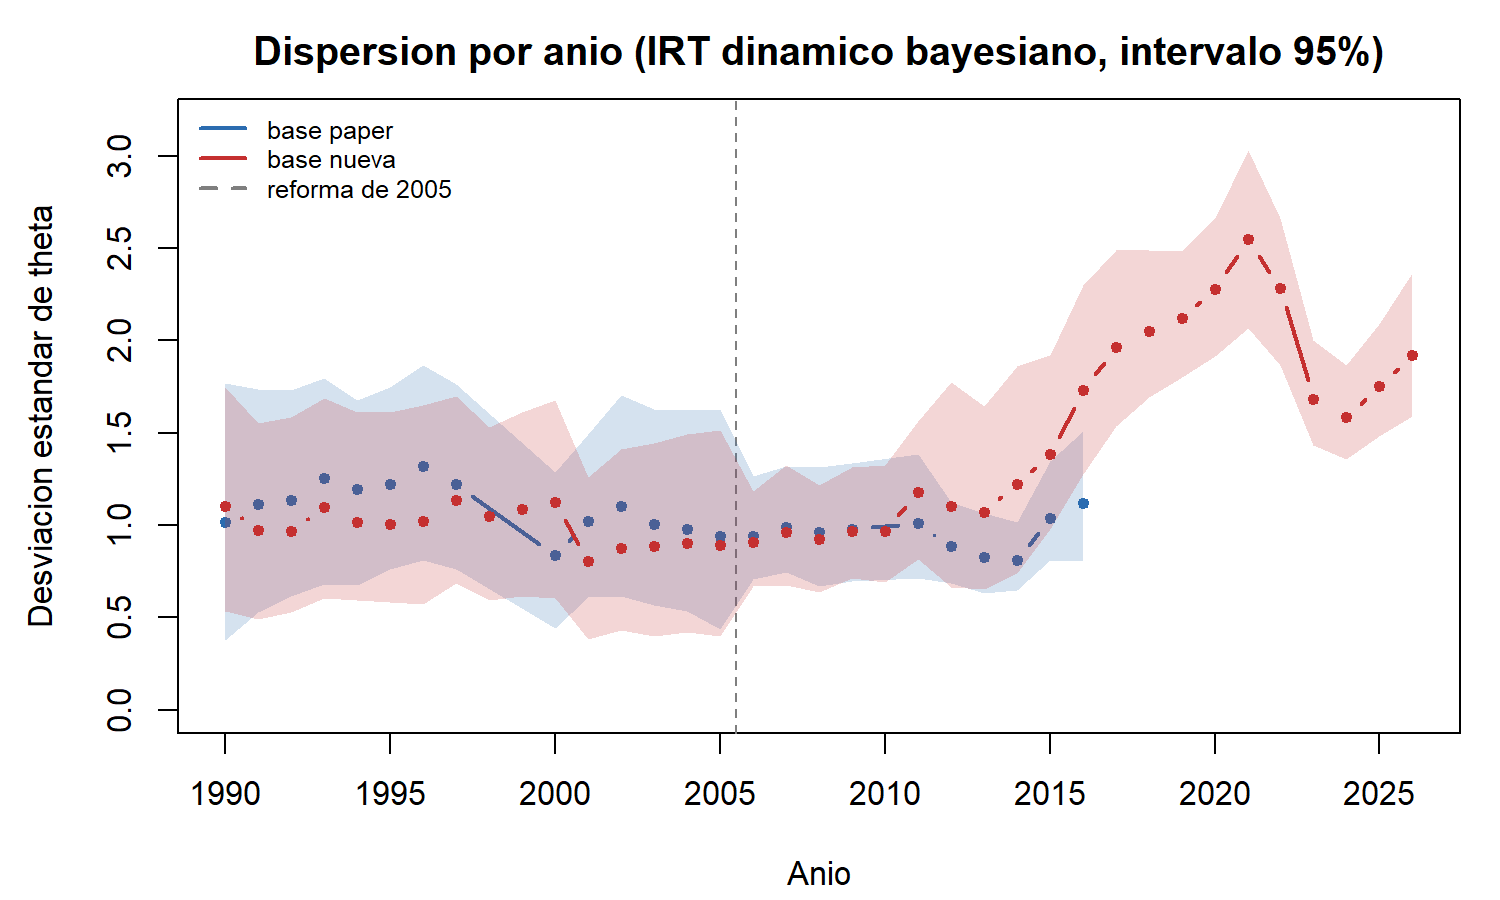 Dispersion por anio (IRT dinamico bayesiano, intervalo 95%)
base paper
base nueva
reforma de 2005
Desviacion estandar de theta
3.0
2.5
2.0
1.5
1.0
0.5
0.0
1990 1995 2000 2005 2010 2015 2020 2025
Anio